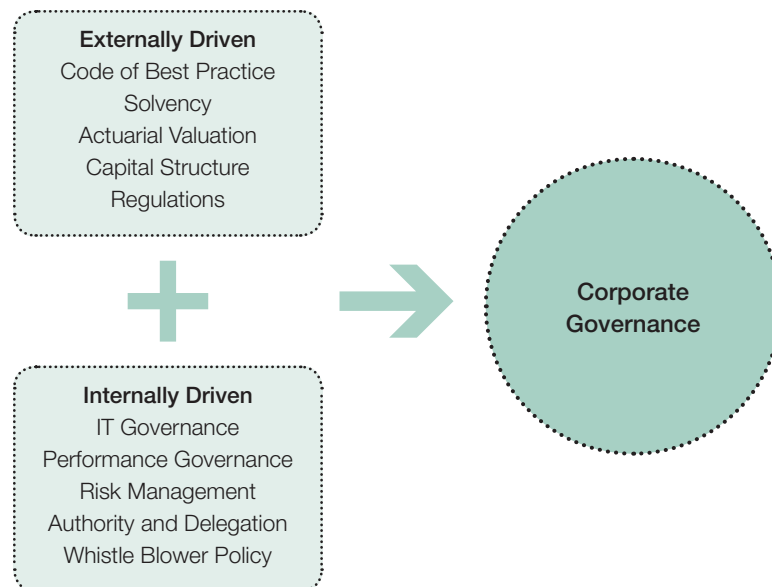 Externally Driven
Code of Best Practice
Solvency
Actuarial Valuation
Capital Structure
Regulations
Corporate
Governance
Internally Driven
IT Governance
Performance Governance
Risk Management
Authority and Delegation
Whistle Blower Policy